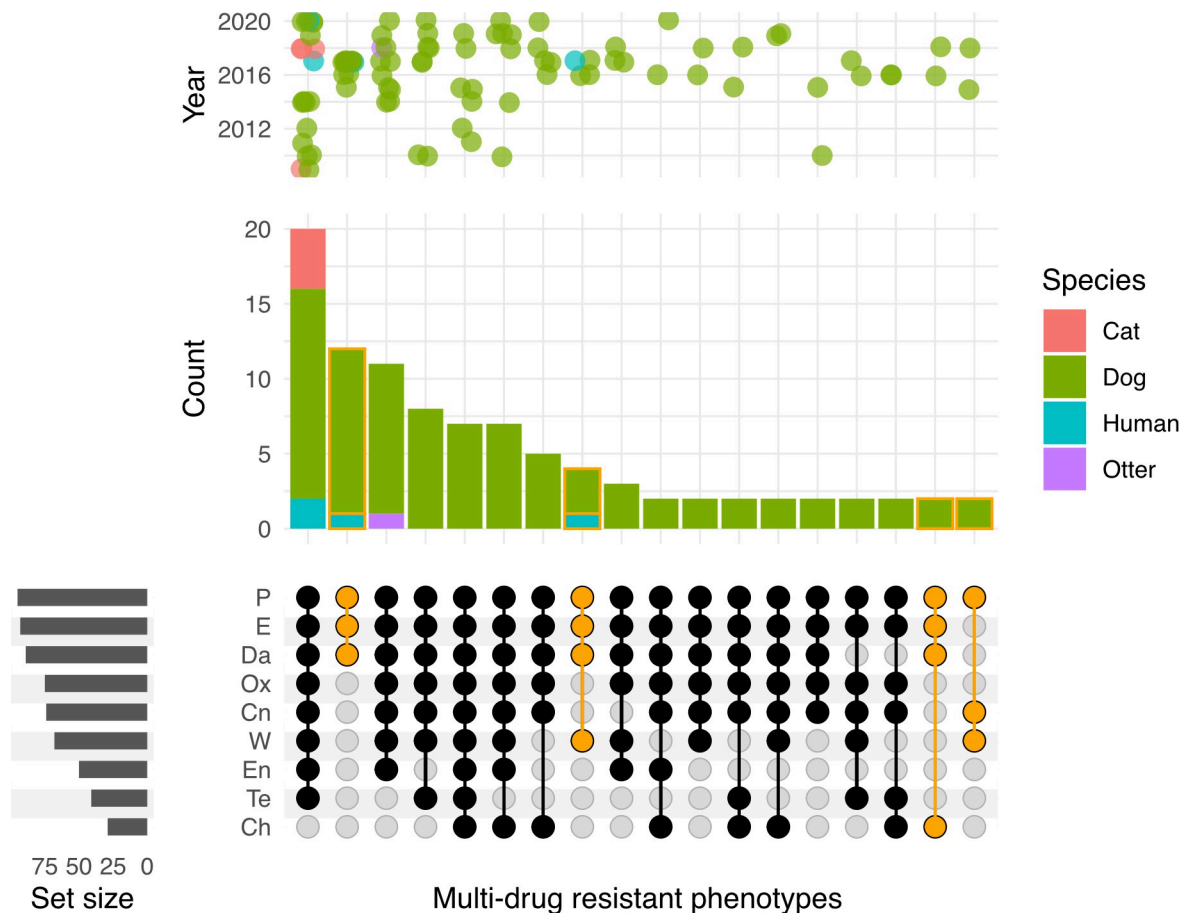 2020
2016
2012
Year
20
15
10
5
0
Count
Species
Cat
Dog
Human
Otter
P
E
Da
Ox
Cn
W
En
Te
Ch
75 50 25 0
Set size
Multi-drug resistant phenotypes